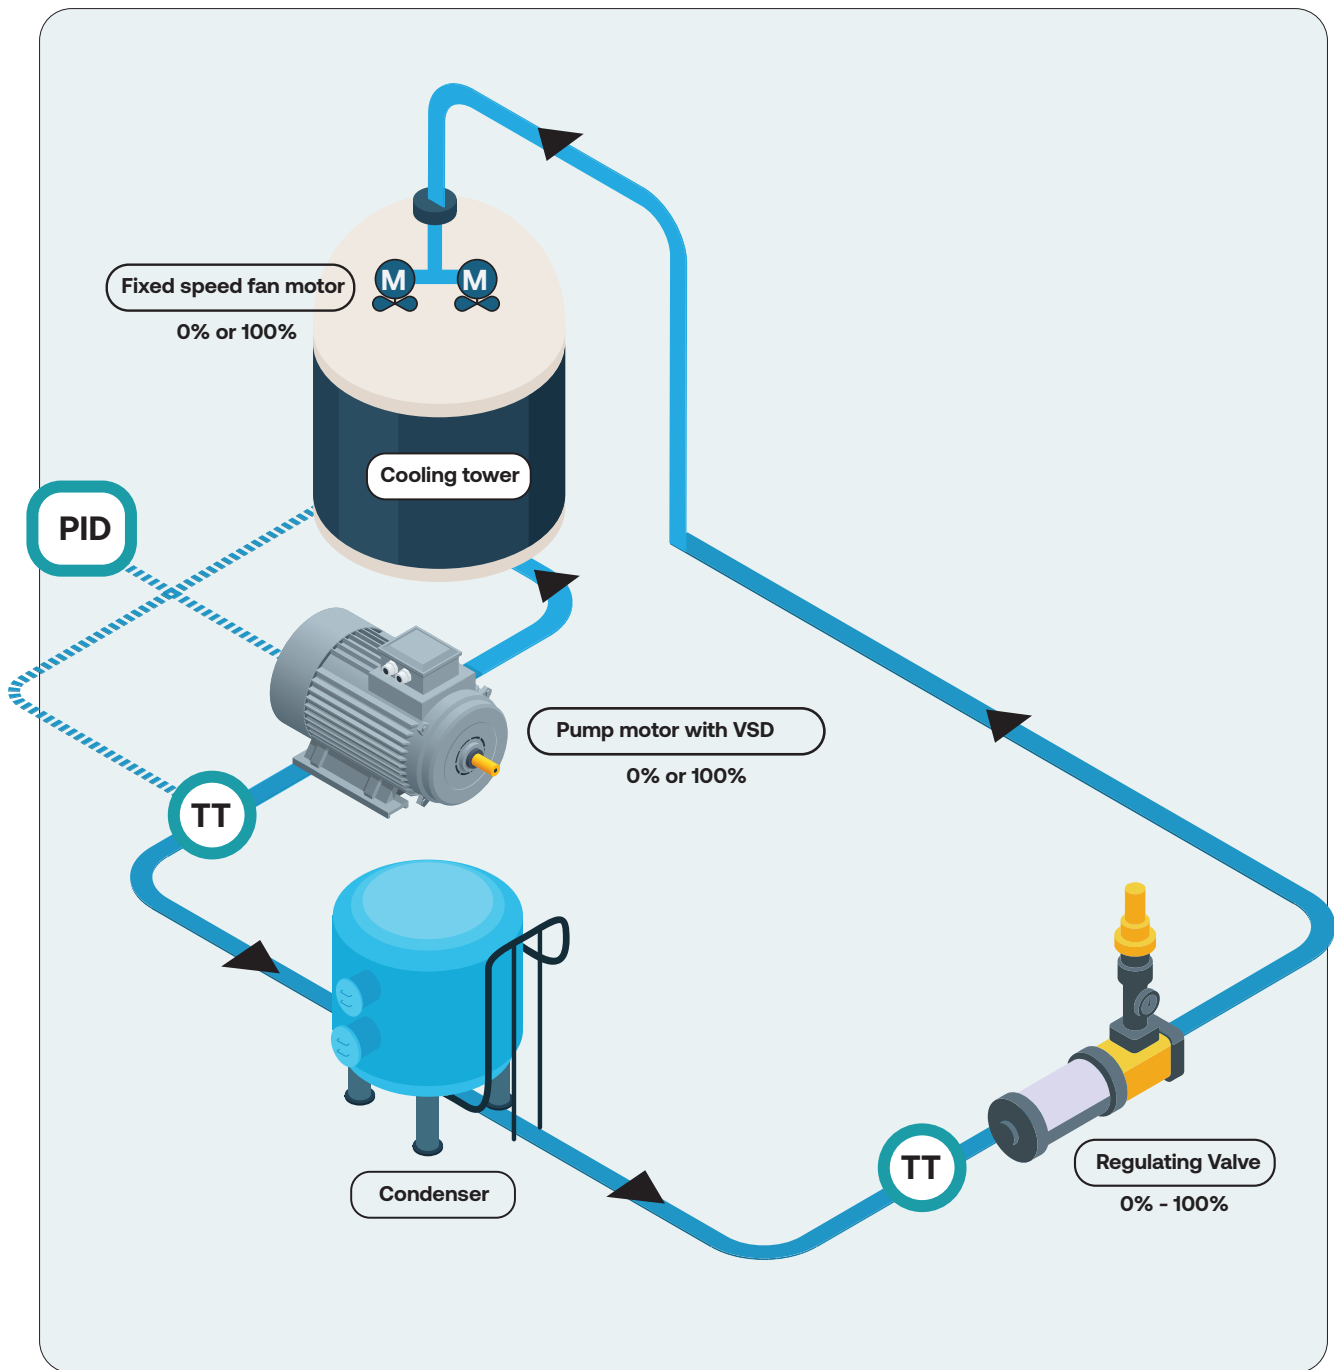 M
M
Fixed speed fan motor
0% or 100%
Cooling tower
PID
Pump motor with VSD
0% or 100%
TT
TT
Regulating Valve
0% - 100%
Condenser